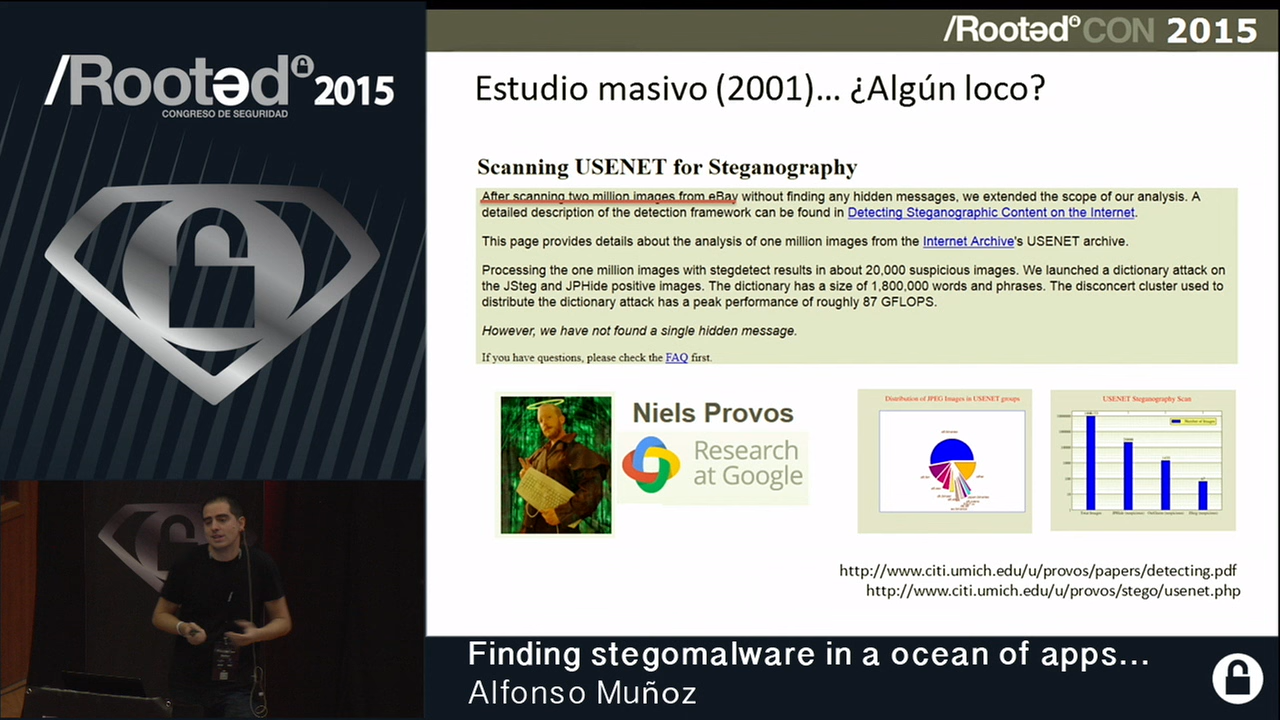 /Rootəd 2015
CONGRESO DE SEGURIDAD
/RootedCON 2015
Estudio masivo (2001)... ¿Algún loco?
Scanning USENET for Steganography
After scanning two million images from eBay without finding any hidden messages, we extended the scope of our analysis. A
detailed description of the detection framework can be found in Detecting Steganographic Content on the Internet.
This page provides details about the analysis of one million images from the Internet Archive's USENET archive.
Processing the one million images with stegdetect results in about 20,000 suspicious images. We launched a dictionary attack on
the JSteg and JPHide positive images. The dictionary has a size of 1,800,000 words and phrases. The disconcert cluster used to
distribute the dictionary attack has a peak performance of roughly 87 GFLOPS.
However, we have not found a single hidden message.
If you have questions, please check the FAQ first.
Niels Provos
Research
at Google
Distribution of JPEG Images in USENET groups
USENET Steganography Scan
http://www.citi.umich.edu/u/provos/papers/detecting.pdf
http://www.citi.umich.edu/u/provos/stego/usenet.php
Finding stegomalware in a ocean of apps...
Alfonso Muñoz